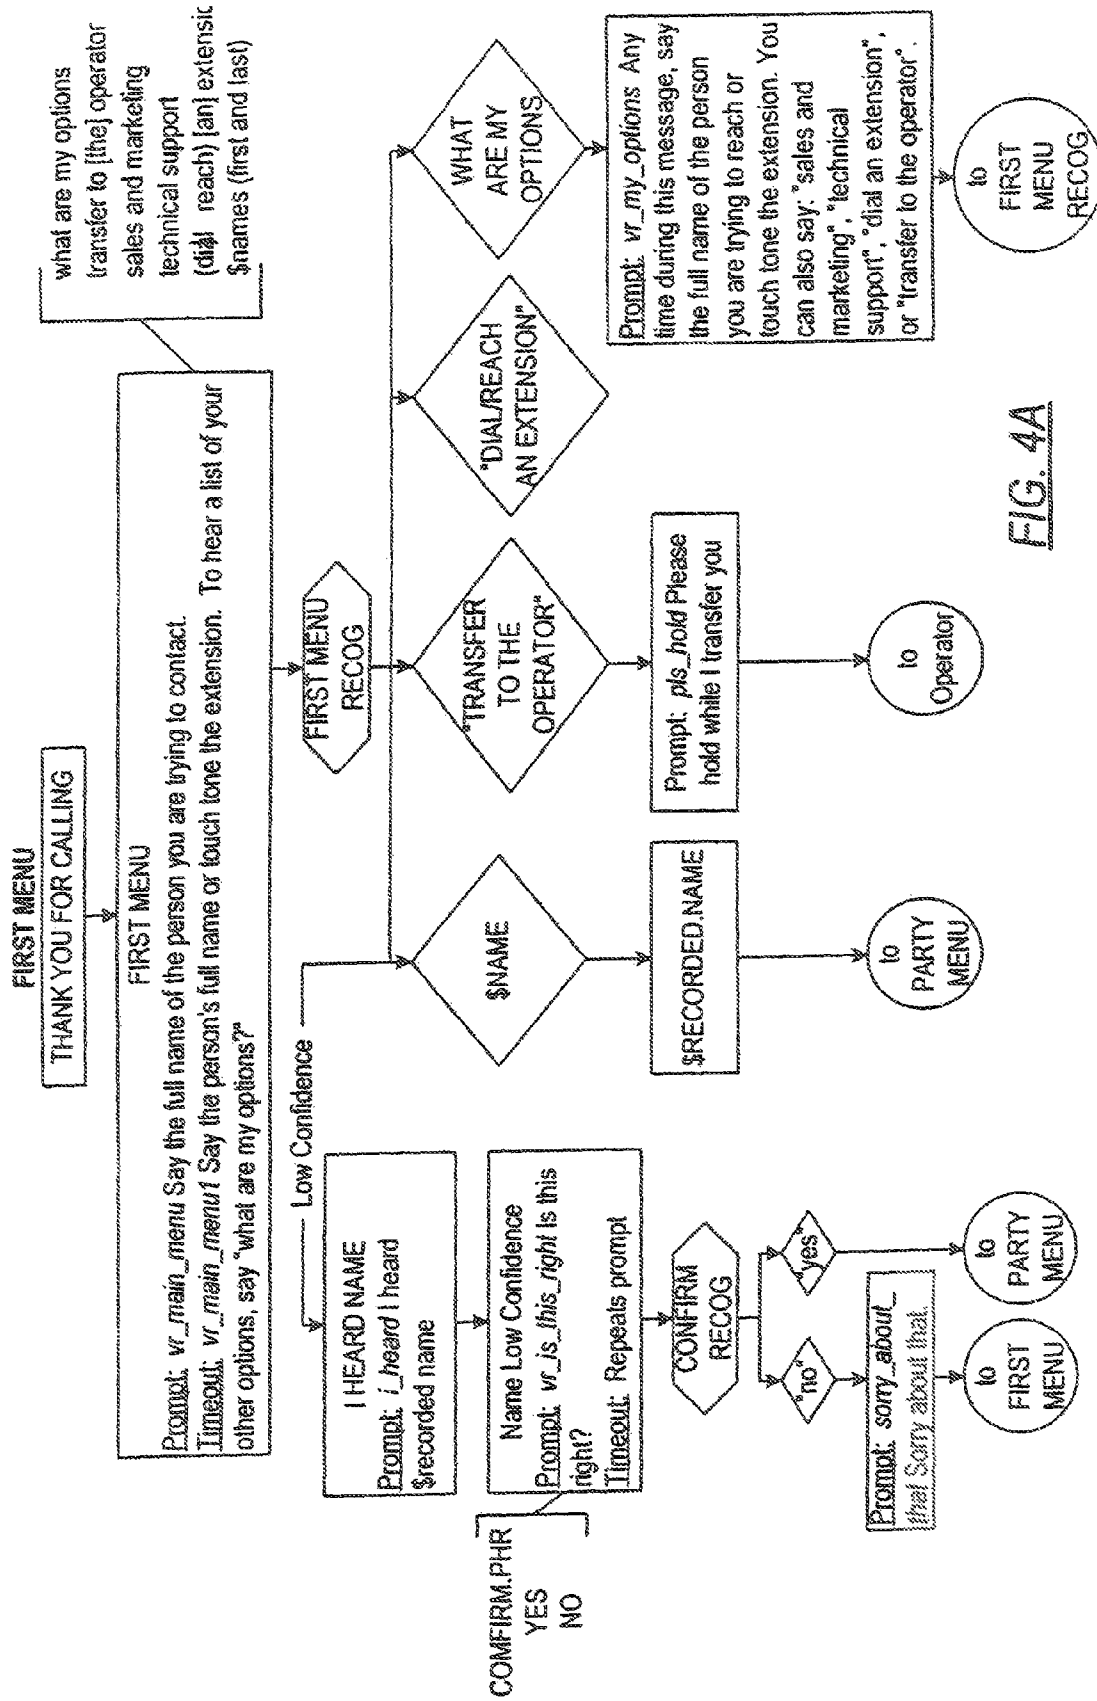 FIRST MENU
THANK YOU FOR CALLING
FIRST MENU
Prompt: vr_main_menu Say the full name of the person you are trying to contact.
Timeout: vr_main_menu1 Say the person's full name or touch tone the extension. To hear a list of your
other options, say "what are my options?"
what are my options
transfer to [the] operator
sales and marketing
technical support
(dial reach) [an] extensic
$names (first and last)
FIRST MENU
RECOG
Low Confidence
I HEARD NAME
Prompt: i_heard I heard
$recorded name
Name Low Confidence
Prompt: vr_is_this_right Is this
right?
Timeout: Repeats prompt
COMFIRM.PHR
YES
NO
CONFIRM
RECOG
"no"
"yes"
Prompt: sorry_about_
that Sorry about that.
to
FIRST
MENU
to
PARTY
MENU
$NAME
$RECORDED.NAME
to
PARTY
MENU
"TRANSFER
TO THE
OPERATOR"
Prompt: pls_hold Please
hold while I transfer you
to
Operator
"DIAL/REACH
AN EXTENSION"
WHAT
ARE MY
OPTIONS
Prompt: vr_my_options Any
time during this message, say
the full name of the person
you are trying to reach or
touch tone the extension. You
can also say: "sales and
marketing", "technical
support", "dial an extension",
or "transfer to the operator".
to
FIRST
MENU
RECOG
FIG. 4A